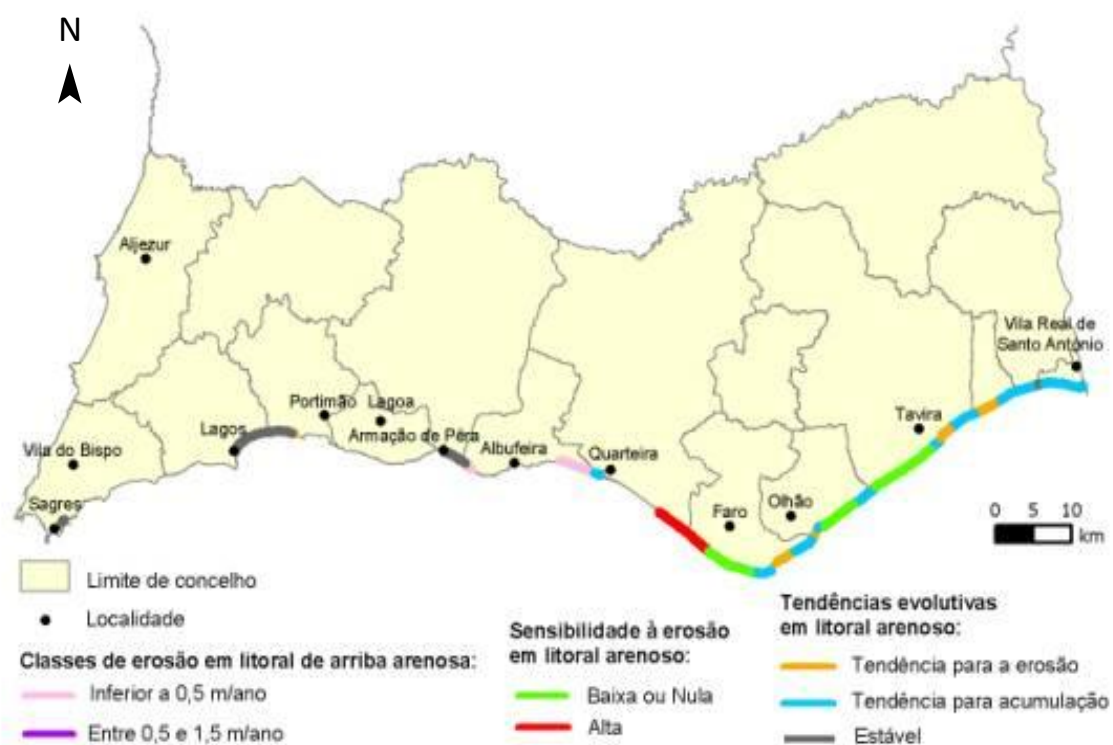 N
Aljezur
Vila Real de
Santo António
Portimão
Lagoa
Tavira
Lagos
Armação de Pêra
Albufeira
Quarteira
Vila do Bispo
Sagres
Faro
Olhão
0 5 10
km
Limite de concelho
Localidade
Classes de erosão em litoral de arriba arenosa:
Inferior a 0,5 m/ano
Entre 0,5 e 1,5 m/ano
Sensibilidade à erosão
em litoral arenoso:
Baixa ou Nula
Alta
Tendências evolutivas
em litoral arenoso:
Tendência para a erosão
Tendência para acumulação
Estável